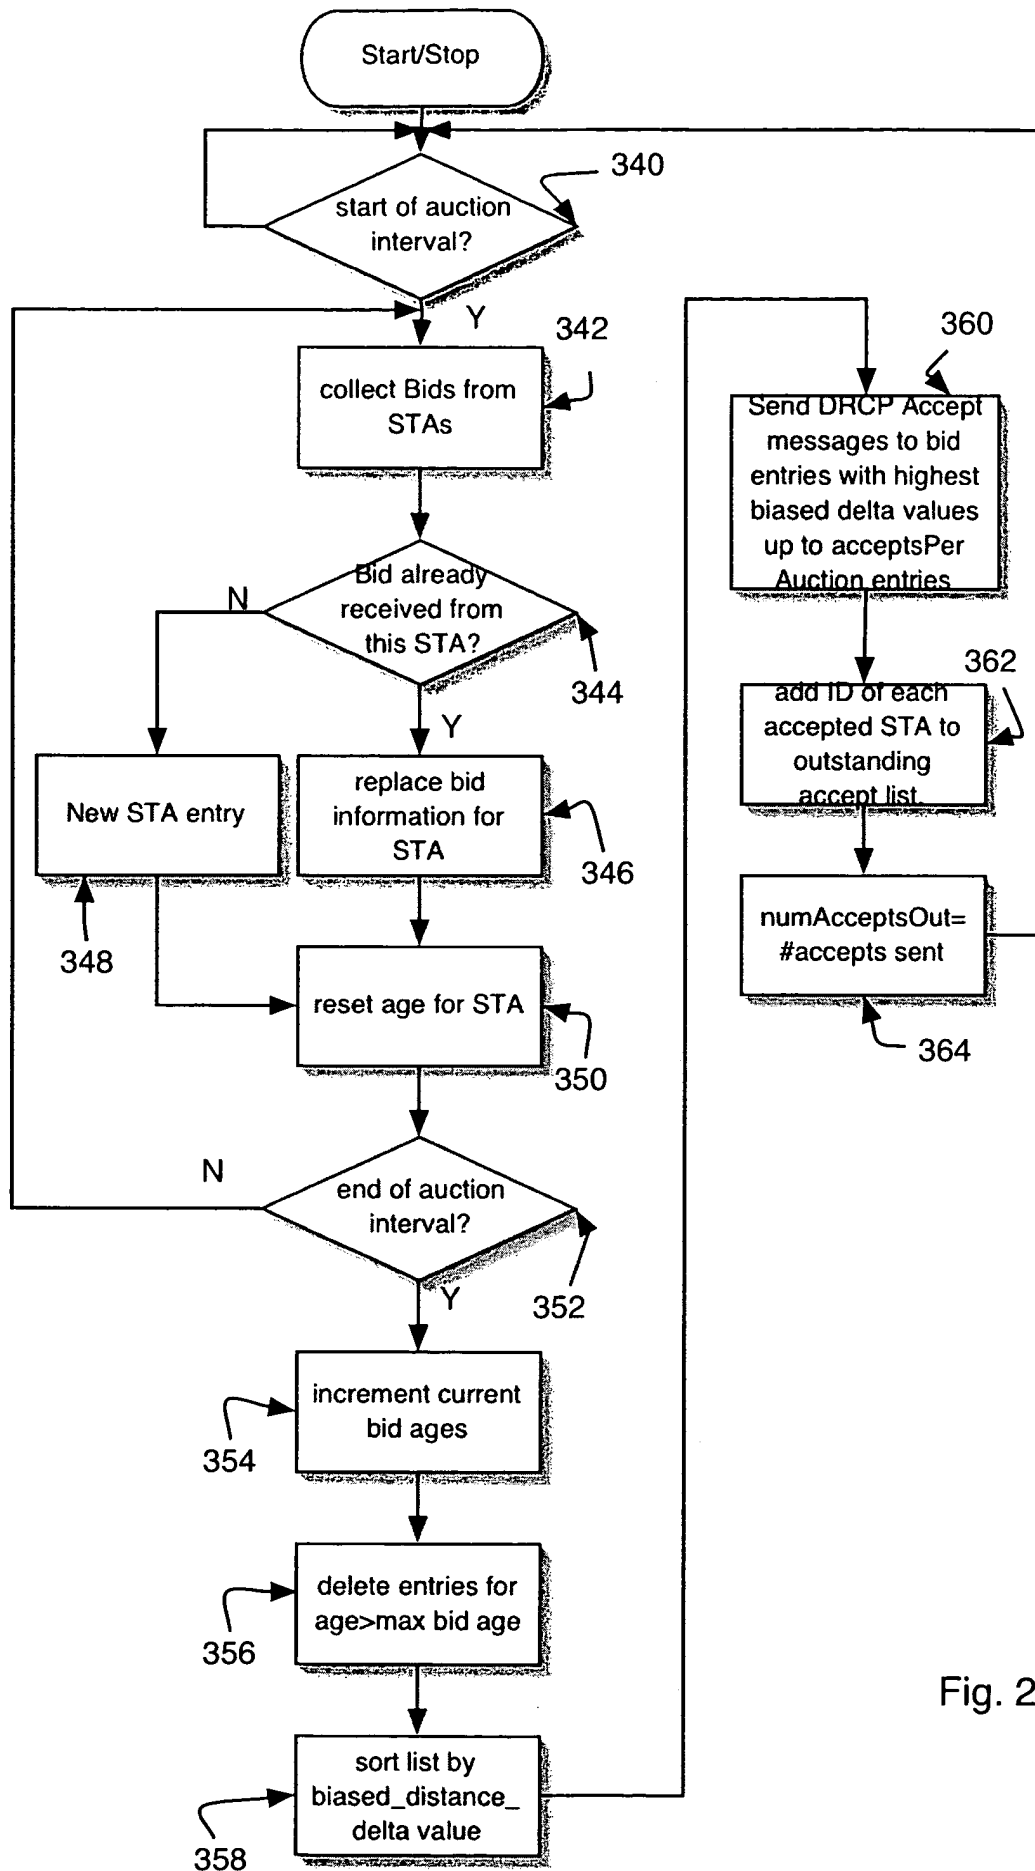 Start/Stop
340
start of auction
interval?
Y
342
collect Bids from
STAs
Bid already
received from
this STA?
N
344
Y
New STA entry
replace bid
information for
STA
346
348
reset age for STA
350
end of auction
interval?
N
352
Y
increment current
bid ages
354
delete entries for
age>max bid age
356
sort list by
biased_distance_
delta value
358
360
Send DRCP Accept
messages to bid
entries with highest
biased delta values
up to acceptsPer
Auction entries
362
add ID of each
accepted STA to
outstanding
accept list.
numAcceptsOut=
#accepts sent
364
Fig. 2